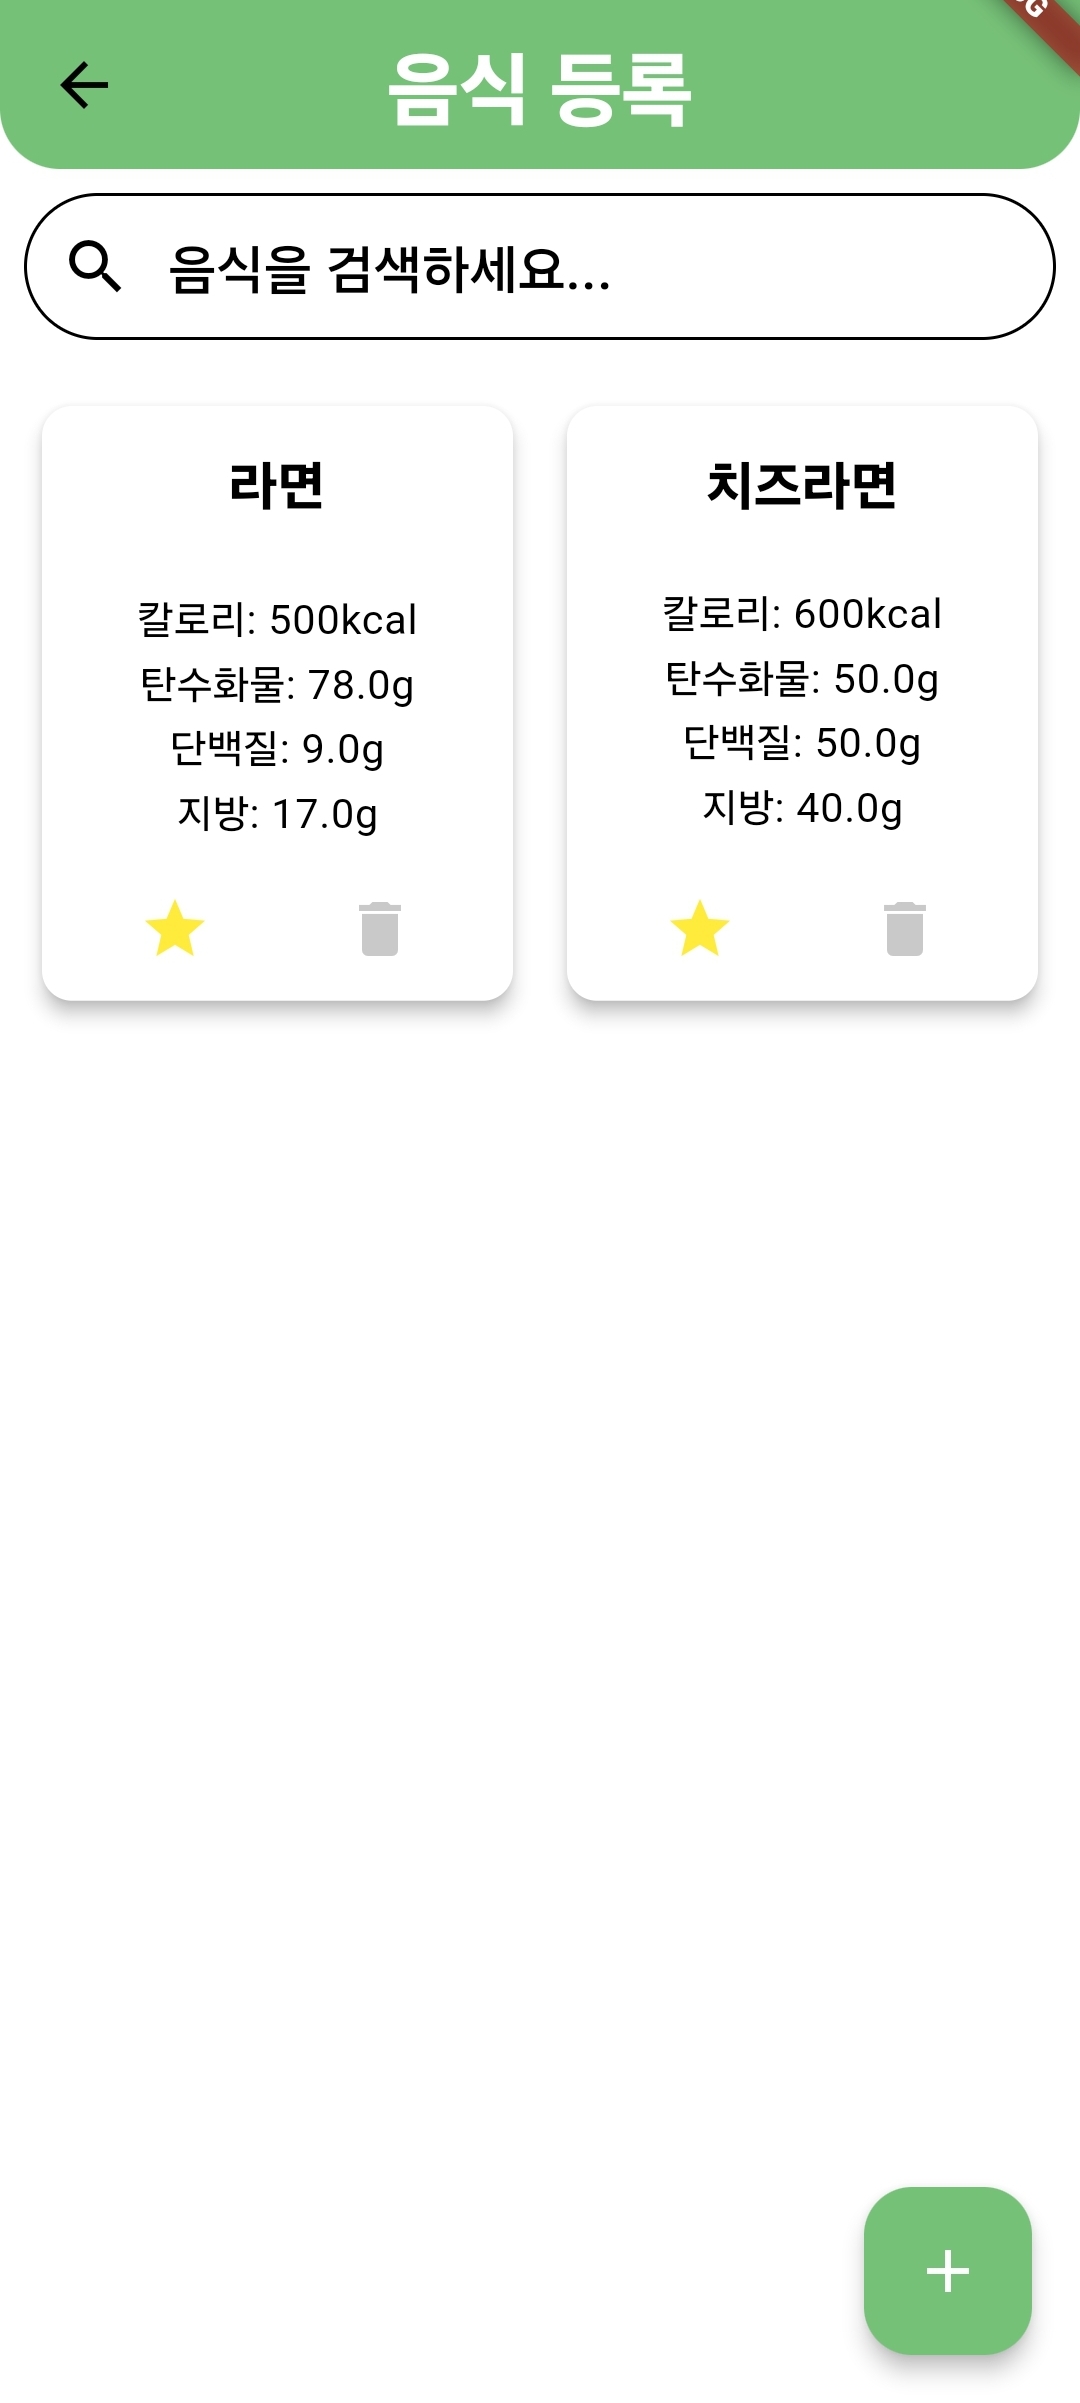 음식 등록
음식을 검색하세요...
라면
칼로리: 500kcal
탄수화물: 78.0g
단백질: 9.0g
지방: 17.0g
치즈라면
칼로리: 600kcal
탄수화물: 50.0g
단백질: 50.0g
지방: 40.0g